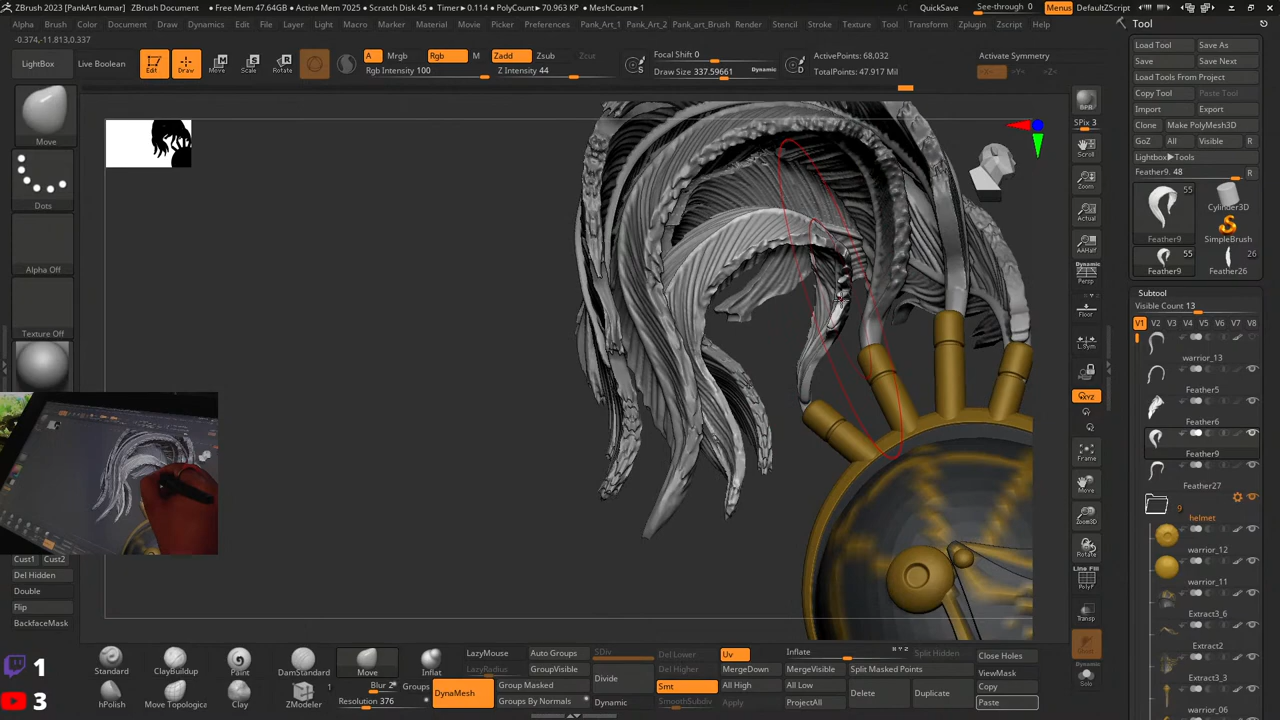 ZBrush 2023 [PankArt kumar]   ZBrush Document   • Free Mem 47.64GB • Active Mem 7025 • Scratch Disk 45 • Timer▶0.114 • PolyCount▶70.963 KP • MeshCount▶1   AC   QuickSave   See-through 0   Menus   DefaultZScript
Alpha   Brush   Color   Document   Draw   Dynamics   Edit   File   Layer   Light   Macro   Marker   Material   Movie   Picker   Pank_Art_1   Pank_Art_2   Pank_art_Brush   Render   Stencil   Stroke   Texture   Tool   Transform   Zplugin   Zscript   Help
Preferences
-0.374,-11.813,0.337
LightBox   Live Boolean   Edit   Draw   Move   Scale   Rotate   A   Mrgb   Rgb   M   Zadd   Zsub   Zcut   Focal Shift 0   ActivePoints: 68,032   Activate Symmetry
Rgb Intensity 100   Z Intensity 44   Draw Size 337.59661   Dynamic   TotalPoints: 47.917 Mil   >X<   >Y<   >Z<
Move
Dots
Alpha Off
Texture Off
Cust1   Cust2
Del Hidden
Double
Flip
BackfaceMask
1
3
BPR
SPix 3
Scroll
Zoom
Actual
AAHalf
Dynamic
Persp
Floor
L.Sym
XYZ
Frame
Move
Zoom3D
Rotate
Line Fill
PolyF
Transp
Ghost
Dynamic
Solo
Tool
Load Tool   Save As
Save   Save Next
Load Tools From Project
Copy Tool   Paste Tool
Import   Export
Clone   Make PolyMesh3D
GoZ   All   Visible   R
Lightbox▶Tools
Feather9. 48   R
55
Feather9   Cylinder3D
SimpleBrush
55   26
Feather9   Feather26
Subtool
Visible Count 13
V1   V2   V3   V4   V5   V6   V7   V8
warrior_13
Feather5
Feather6
Feather9
Feather27
9
helmet
warrior_12
warrior_11
Extract3_6
Extract2
Extract3_3
warrior_06
Standard   ClayBuildup   Paint   DamStandard   Move   Inflat
hPolish   Move Topological   Clay   ZModeler   1
Blur 2   Groups
Resolution 376   DynaMesh
LazyMouse   Auto Groups   SDiv   Del Lower   Uv   Inflate   X Y Z   Split Hidden   Close Holes
LazyRadius   GroupVisible   Divide   Del Higher   MergeDown   MergeVisible   Split Masked Points   ViewMask
Group Masked   Smt   All High   All Low   Delete   Duplicate   Copy
Groups By Normals   Dynamic   SmoothSubdiv   Apply   ProjectAll   Paste